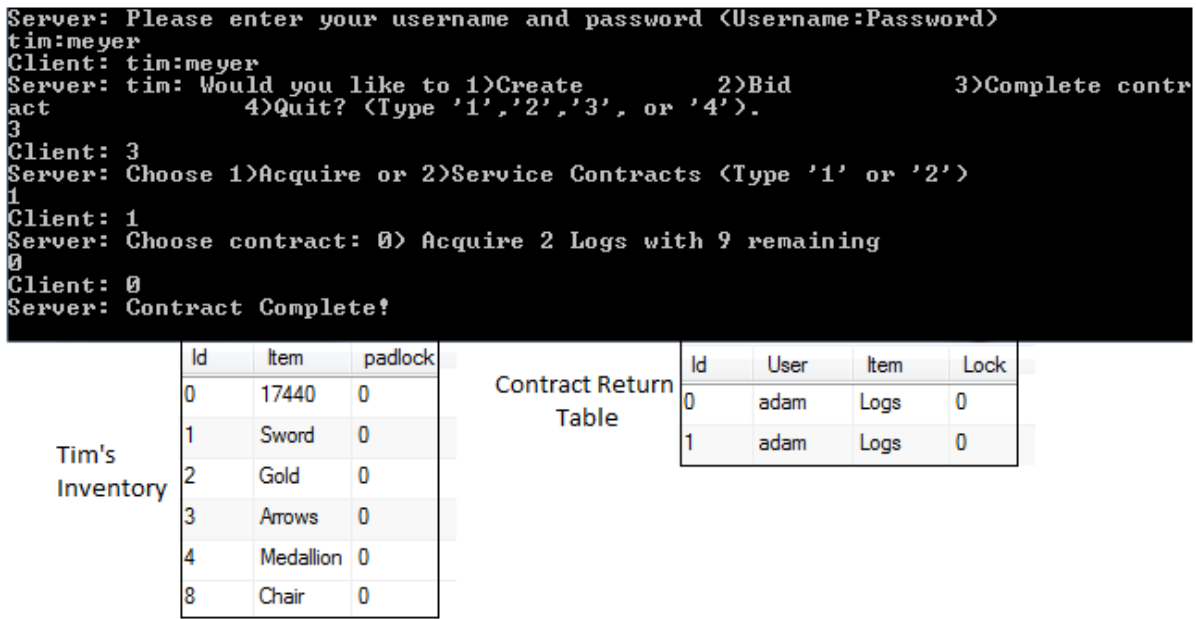 Server: Please enter your username and password (Username:Password)
tim:meyer
Client: tim:meyer
Server: tim: Would you like to 1)Create 2)Bid 3)Complete contr
act 4)Quit? (Type '1','2','3', or '4').
3
Client: 3
Server: Choose 1)Acquire or 2)Service Contracts (Type '1' or '2')
1
Client: 1
Server: Choose contract: 0) Acquire 2 Logs with 9 remaining
0
Client: 0
Server: Contract Complete!
Tim's
Inventory
Id Item padlock
0 17440 0
1 Sword 0
2 Gold 0
3 Arrows 0
4 Medallion 0
8 Chair 0
Contract Return
Table
Id User Item Lock
0 adam Logs 0
1 adam Logs 0